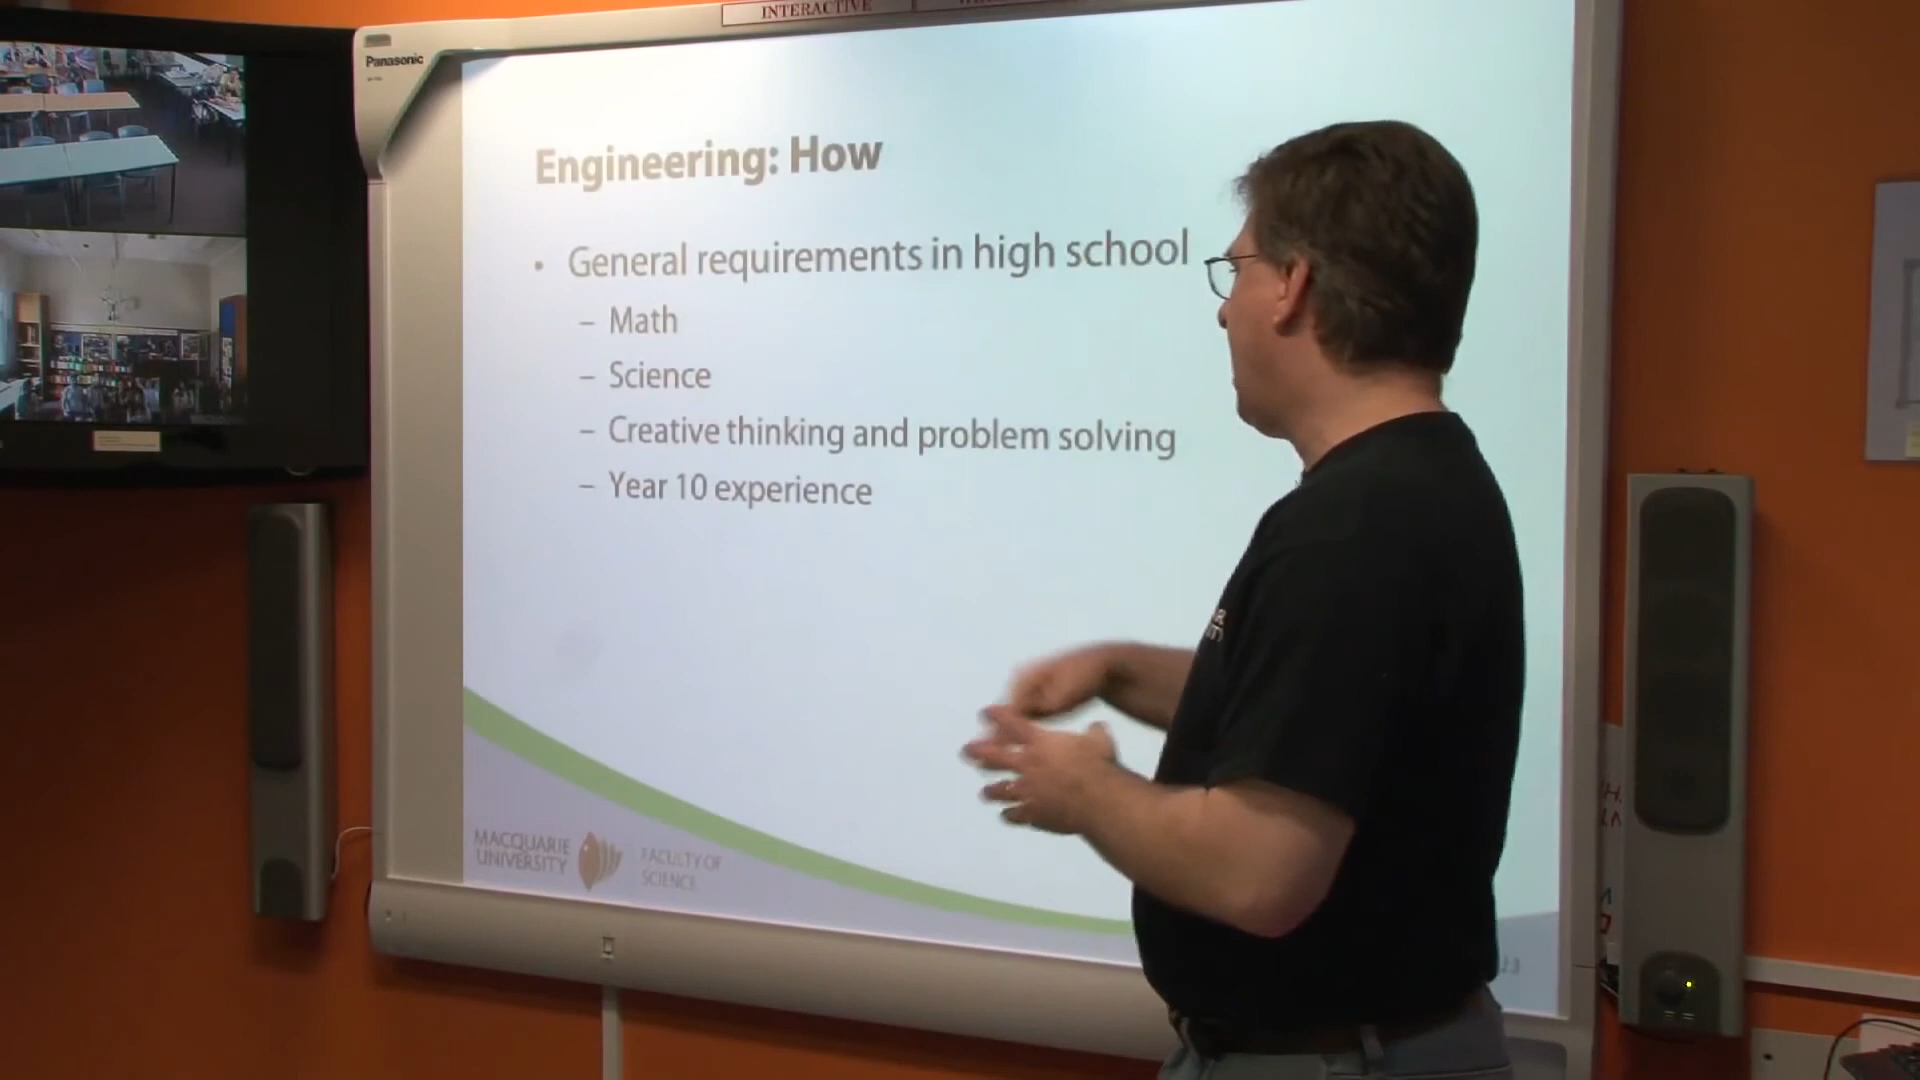 INTERACTIVE
Panasonic
Engineering: How
• General requirements in high school
– Math
– Science
– Creative thinking and problem solving
– Year 10 experience
MACQUARIE
UNIVERSITY
FACULTY OF
SCIENCE